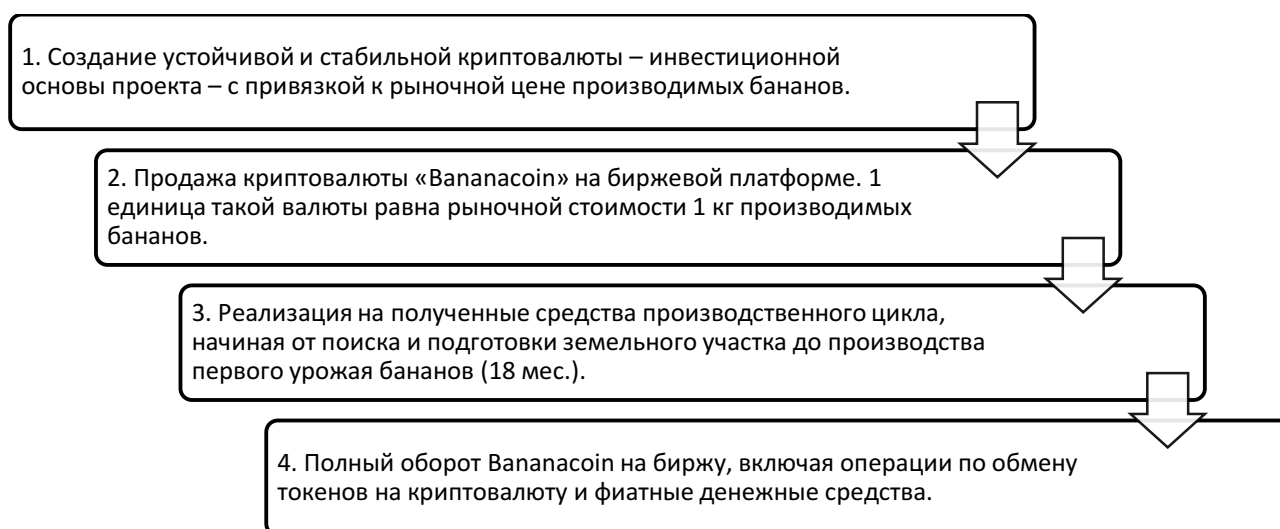 1. Создание устойчивой и стабильной криптовалюты – инвестиционной
основы проекта – с привязкой к рыночной цене производимых бананов.
2. Продажа криптовалюты «Bananacoin» на биржевой платформе. 1
единица такой валюты равна рыночной стоимости 1 кг производимых
бананов.
3. Реализация на полученные средства производственного цикла,
начиная от поиска и подготовки земельного участка до производства
первого урожая бананов (18 мес.).
4. Полный оборот Bananacoin на биржу, включая операции по обмену
токенов на криптовалюту и фиатные денежные средства.